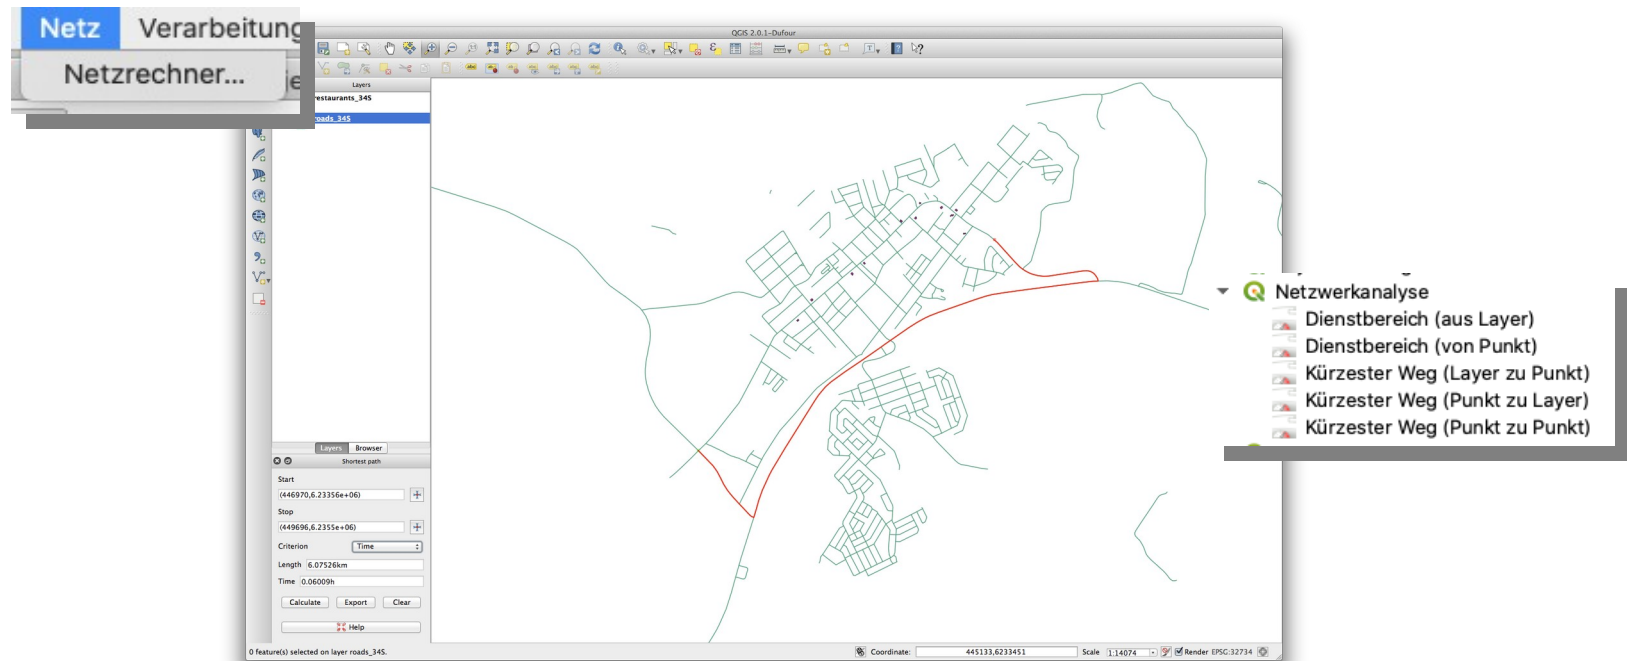 Netz Verarbeitung
Netzrechner...
QGIS 2.0.1-Dufour
Layers
restaurants_34S
roads_34S
Layers Browser
Shortest path
Start
(446970,6.23356e+06)
Stop
(449696,6.2355e+06)
Criterion Time
Length 6.07526km
Time 0.06009h
Calculate Export Clear
Help
0 feature(s) selected on layer roads_34S.
Coordinate: 445133,6233451 Scale 1:14074 Render EPSG:32734
Netzwerkanalyse
Dienstbereich (aus Layer)
Dienstbereich (von Punkt)
Kürzester Weg (Layer zu Punkt)
Kürzester Weg (Punkt zu Layer)
Kürzester Weg (Punkt zu Punkt)